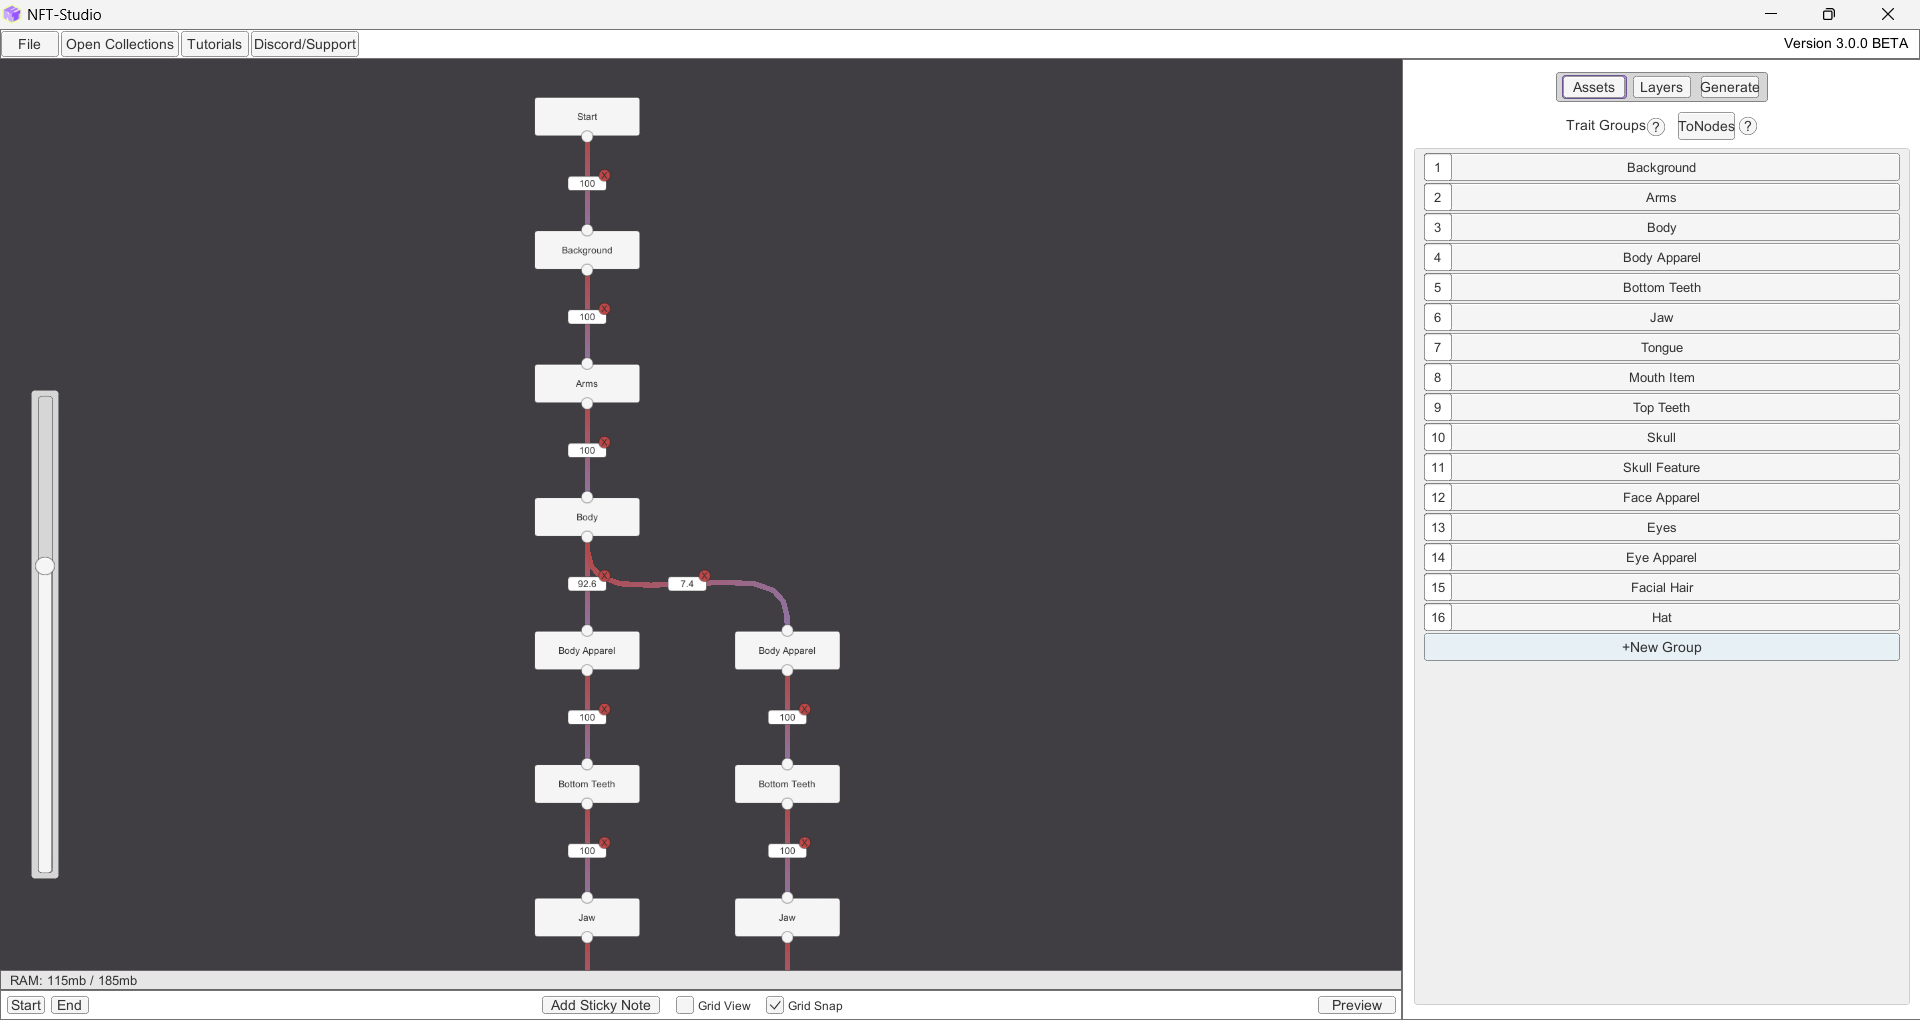 NFT-Studio
File Open Collections Tutorials Discord/Support Version 3.0.0 BETA
Assets Layers Generate
Trait Groups ? ToNodes ?
1 Background
2 Arms
3 Body
4 Body Apparel
5 Bottom Teeth
6 Jaw
7 Tongue
8 Mouth Item
9 Top Teeth
10 Skull
11 Skull Feature
12 Face Apparel
13 Eyes
14 Eye Apparel
15 Facial Hair
16 Hat
+New Group
Start
100 X
Background
100 X
Arms
100 X
Body
92.6 X 7.4 X
Body Apparel Body Apparel
100 X 100 X
Bottom Teeth Bottom Teeth
100 X 100 X
Jaw Jaw
RAM: 115mb / 185mb
Start End Add Sticky Note Grid View Grid Snap Preview